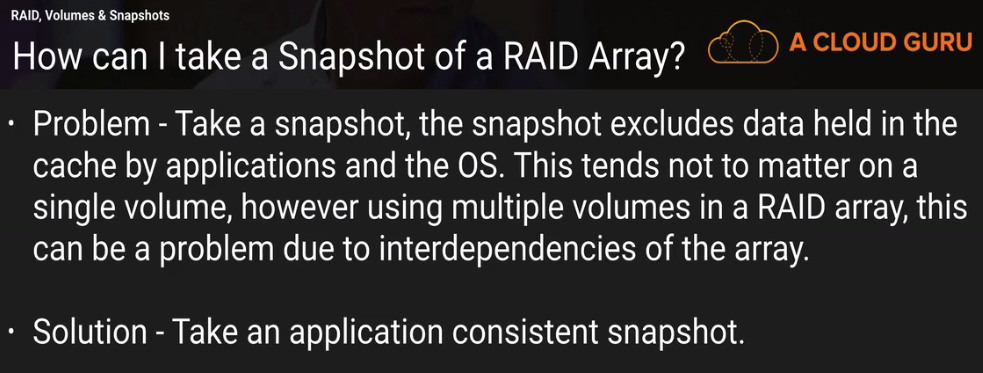 RAID, Volumes & Snapshots
How can I take a Snapshot of a RAID Array?
A CLOUD GURU
• Problem - Take a snapshot, the snapshot excludes data held in the
cache by applications and the OS. This tends not to matter on a
single volume, however using multiple volumes in a RAID array, this
can be a problem due to interdependencies of the array.
• Solution - Take an application consistent snapshot.